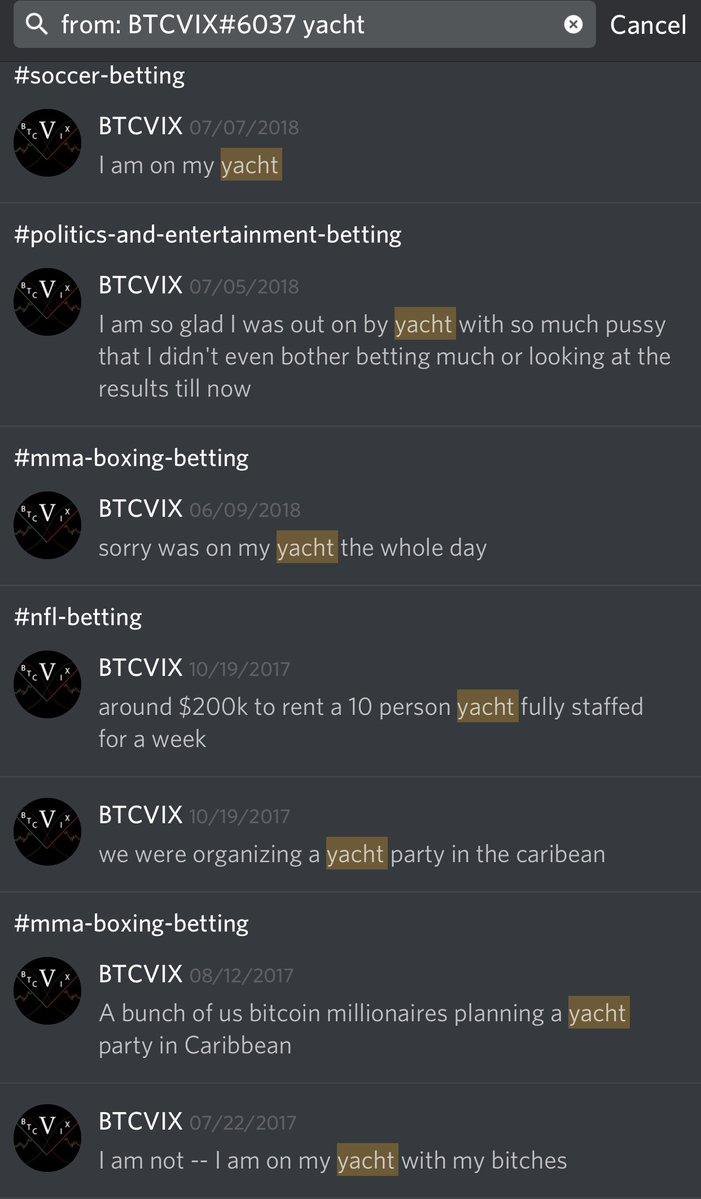 from: BTCVIX#6037 yacht
Cancel
#soccer-betting
BTCVIX 07/07/2018
I am on my yacht
#politics-and-entertainment-betting
BTCVIX 07/05/2018
I am so glad I was out on by yacht with so much pussy
that I didn't even bother betting much or looking at the
results till now
#mma-boxing-betting
BTCVIX 06/09/2018
sorry was on my yacht the whole day
#nfl-betting
BTCVIX 10/19/2017
around $200k to rent a 10 person yacht fully staffed
for a week
BTCVIX 10/19/2017
we were organizing a yacht party in the caribean
#mma-boxing-betting
BTCVIX 08/12/2017
A bunch of us bitcoin millionaires planning a yacht
party in Caribbean
BTCVIX 07/22/2017
I am not -- I am on my yacht with my bitches